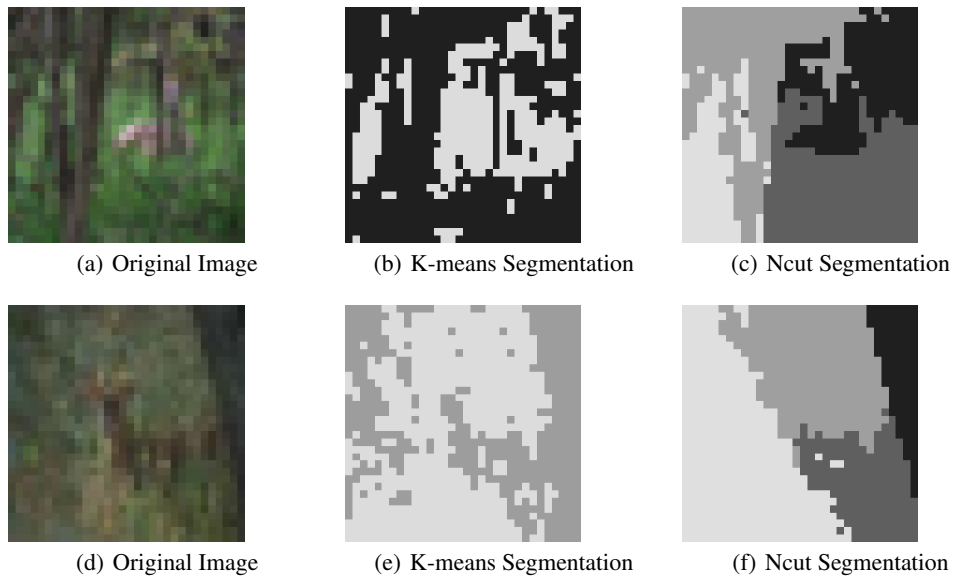 (a) Original Image
(b) K-means Segmentation
(c) Ncut Segmentation
(d) Original Image
(e) K-means Segmentation
(f) Ncut Segmentation